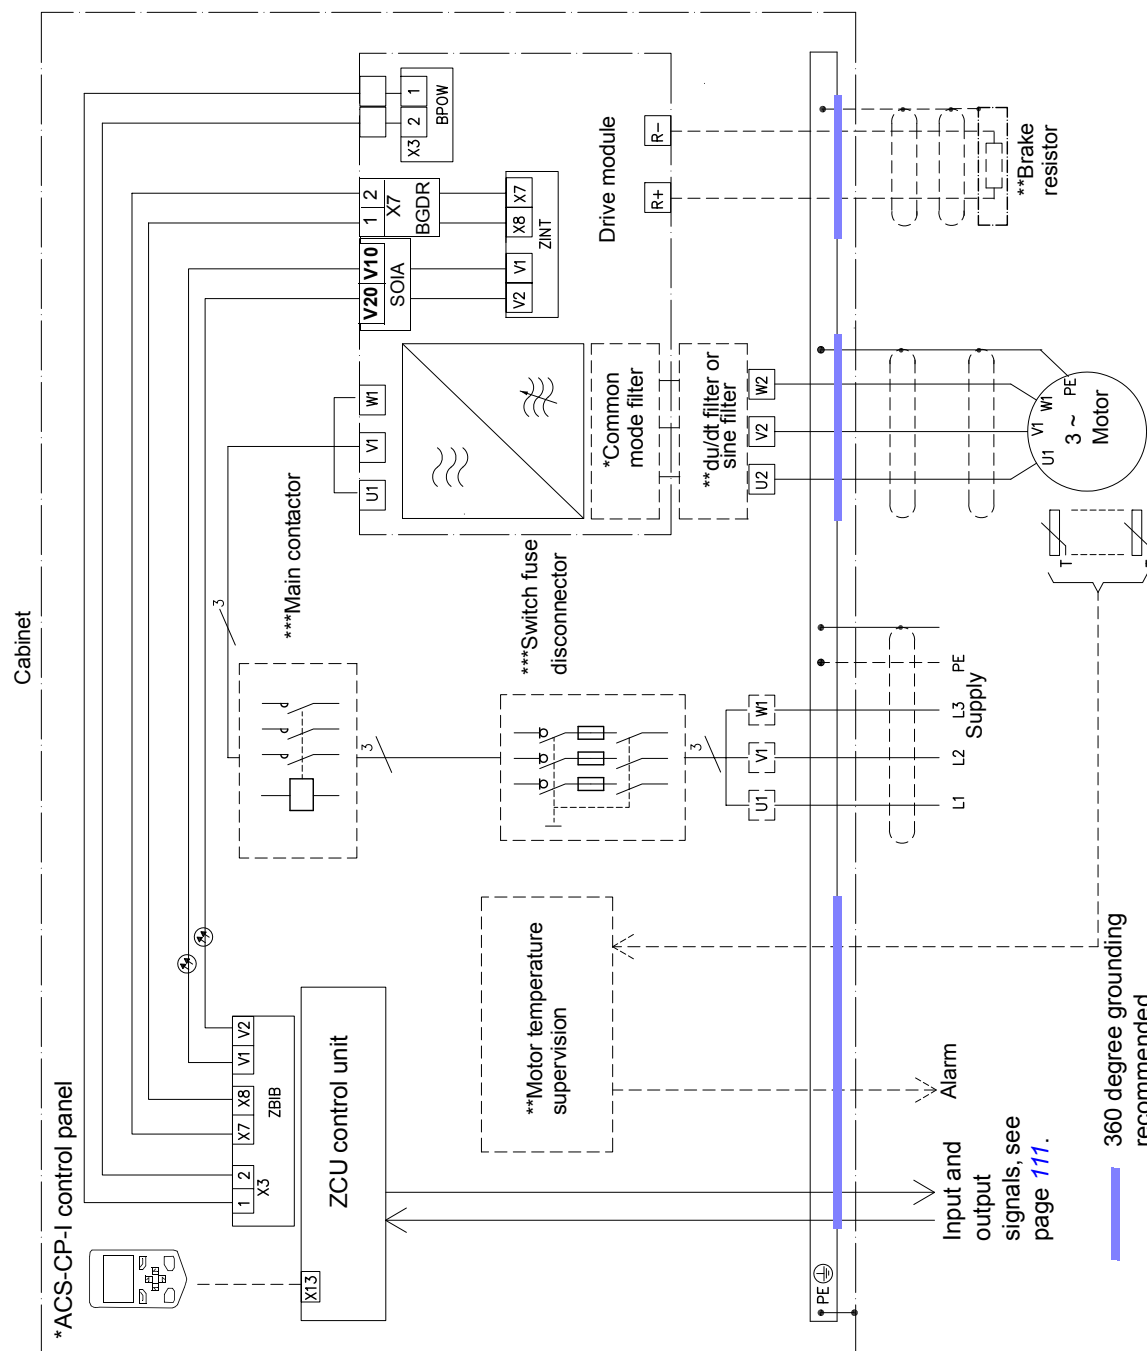 Cabinet
*ACS-CP-I control panel
X13
ZCU control unit
1
2
X3
X7
X8
V1
V2
ZBIB
1
2
X3
BPOW
1
2
X7
BGDR
V20
V10
SOIA
X7
X8
V1
V2
ZINT
Drive module
R-
R+
**Brake
resistor
U1
V1
W1
*Common
mode filter
**du/dt filter or
sine filter
U2
V2
W2
U1
V1
W1
PE
3 ~
Motor
T
3
***Main contactor
3
***Switch fuse
disconnector
3
U1
V1
W1
L1
L2
L3
PE
Supply
**Motor temperature
supervision
Alarm
Input and
output
signals, see
page 111.
PE
360 degree grounding
recommended